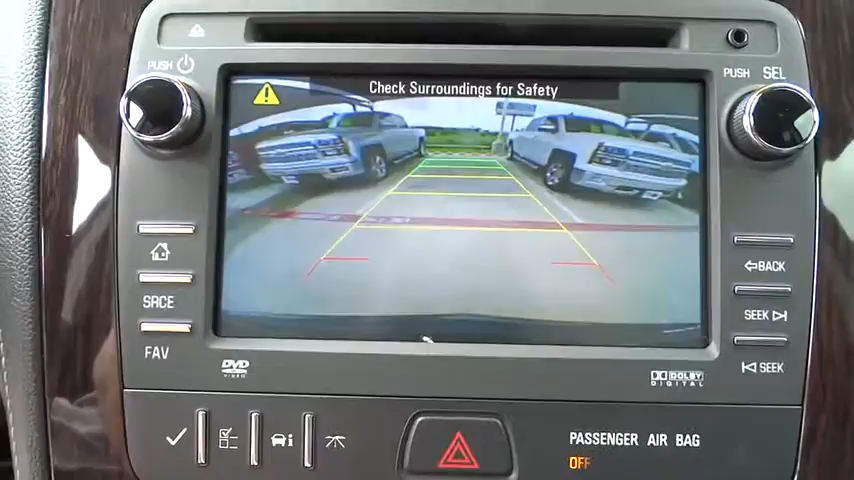 PUSH
Check Surroundings for Safety
PUSH SEL
SRCE
FAV
BACK
SEEK
SEEK
DVD
VIDEO
DOLBY
DIGITAL
i
PASSENGER AIR BAG
OFF